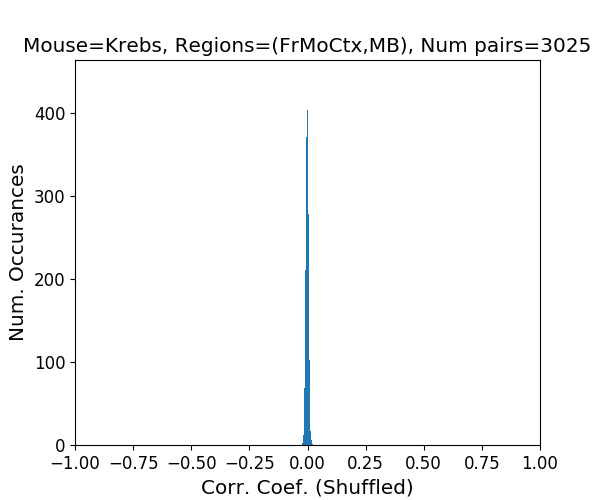 Mouse=Krebs, Regions=(FrMoCtx,MB), Num pairs=3025
400
300
200
100
0
Num. Occurances
−1.00 −0.75 −0.50 −0.25 0.00 0.25 0.50 0.75 1.00
Corr. Coef. (Shuffled)